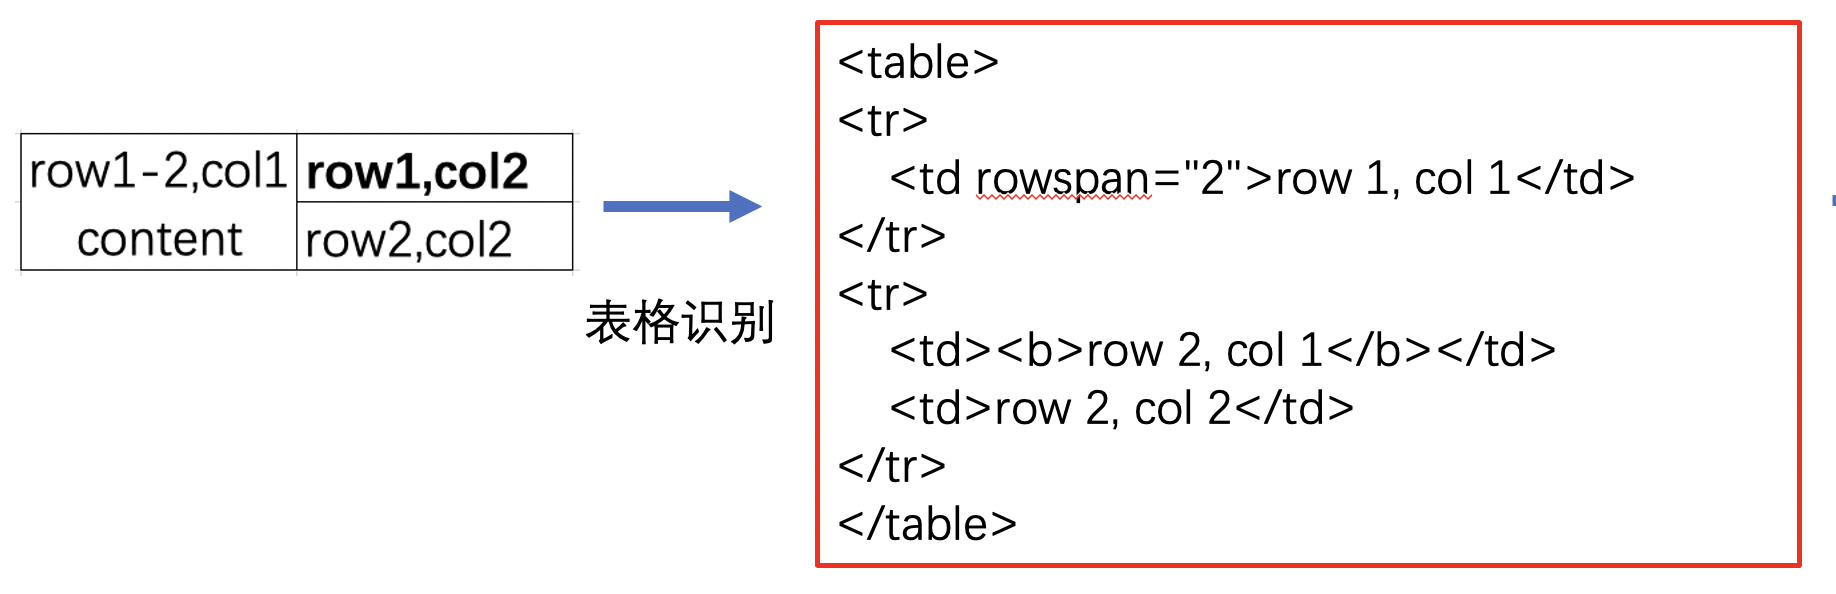 row1-2,col1 row1,col2
content row2,col2
表格识别
<table>
<tr>
<td rowspan="2">row 1, col 1</td>
</tr>
<tr>
<td><b>row 2, col 1</b></td>
<td>row 2, col 2</td>
</tr>
</table>